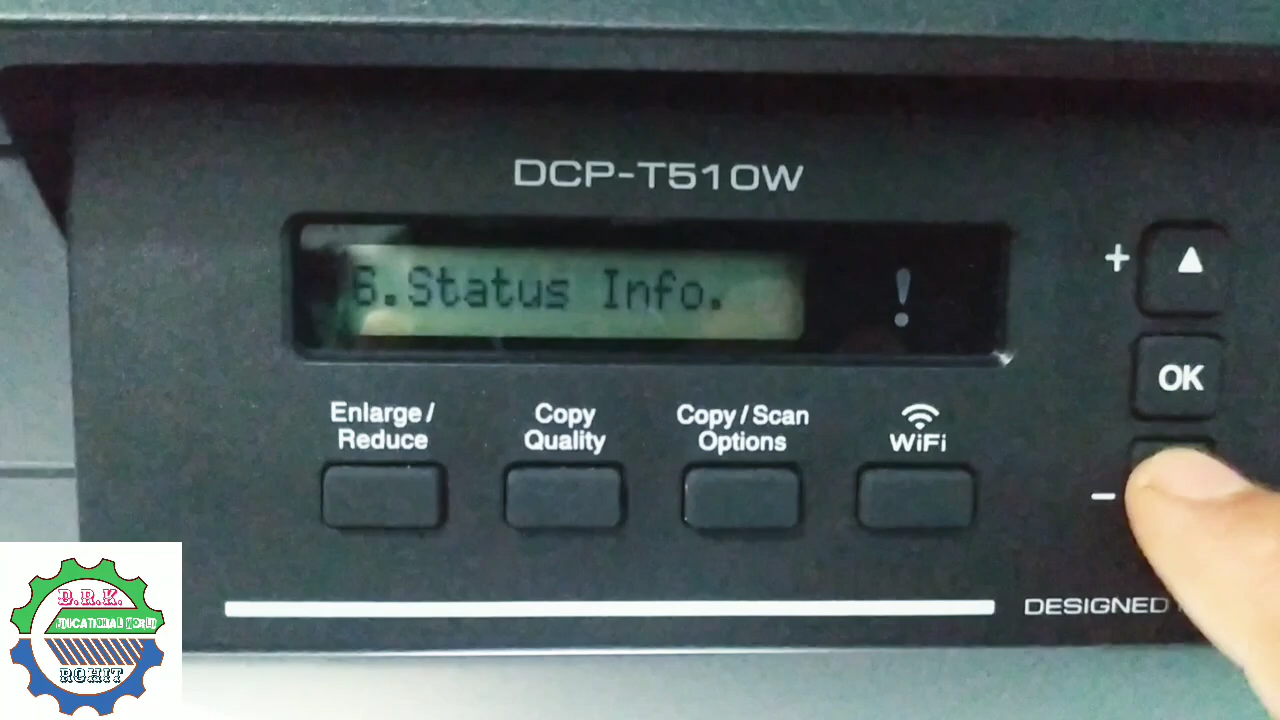 DCP-T510W
6.Status Info.
!
+
OK
Enlarge /
Reduce
Copy
Quality
Copy / Scan
Options
WiFi
−
DESIGNED
B.R.K.
EDUCATIONAL WORLD
ROHIT